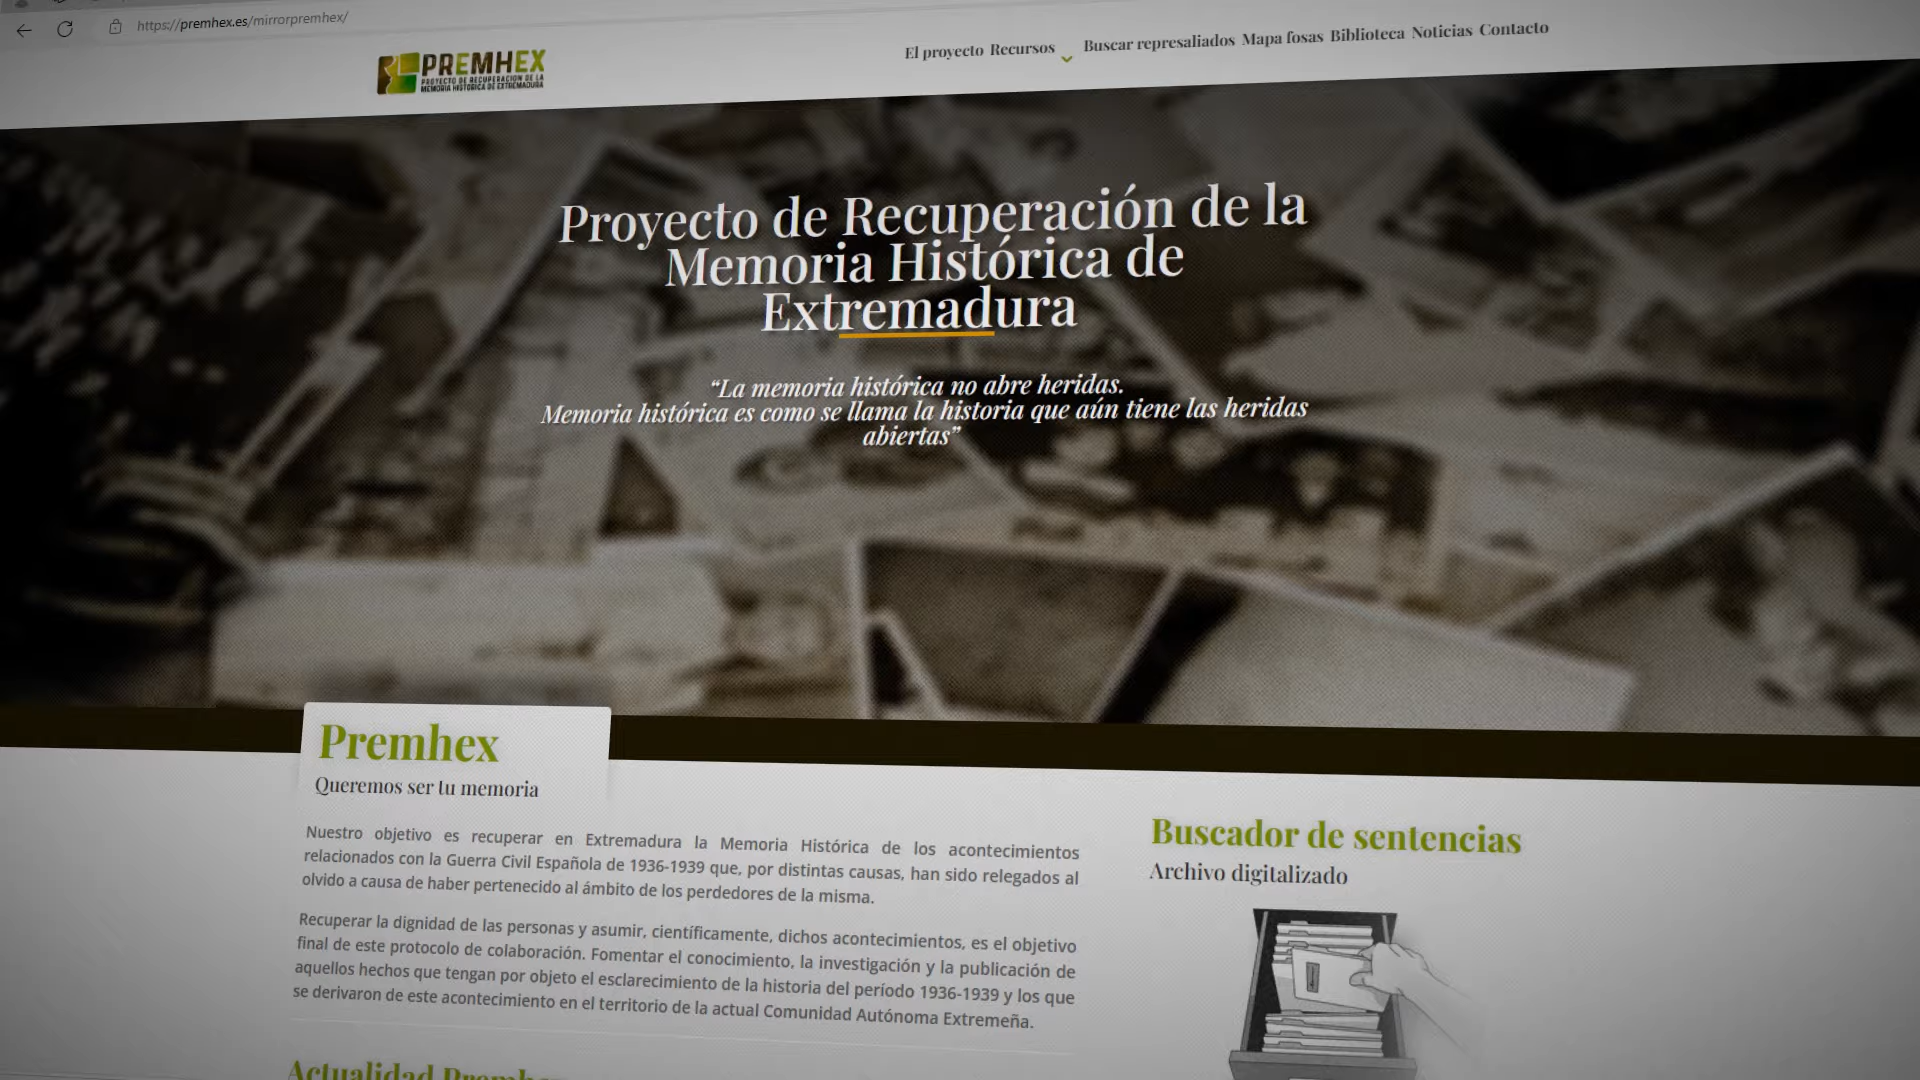 https://premhex.es/mirrorpremhex/
PREMHEX
PROYECTO DE RECUPERACIÓN DE LA
MEMORIA HISTÓRICA DE EXTREMADURA
El proyecto Recursos Buscar represaliados Mapa fosas Biblioteca Noticias Contacto
Proyecto de Recuperación de la
Memoria Histórica de
Extremadura
“La memoria histórica no abre heridas.
Memoria histórica es como se llama la historia que aún tiene las heridas
abiertas”
Premhex
Queremos ser tu memoria
Nuestro objetivo es recuperar en Extremadura la Memoria Histórica de los acontecimientos
relacionados con la Guerra Civil Española de 1936-1939 que, por distintas causas, han sido relegados al
olvido a causa de haber pertenecido al ámbito de los perdedores de la misma.
Recuperar la dignidad de las personas y asumir, científicamente, dichos acontecimientos, es el objetivo
final de este protocolo de colaboración. Fomentar el conocimiento, la investigación y la publicación de
aquellos hechos que tengan por objeto el esclarecimiento de la historia del período 1936-1939 y los que
se derivaron de este acontecimiento en el territorio de la actual Comunidad Autónoma Extremeña.
Buscador de sentencias
Archivo digitalizado
Actualidad Premhex